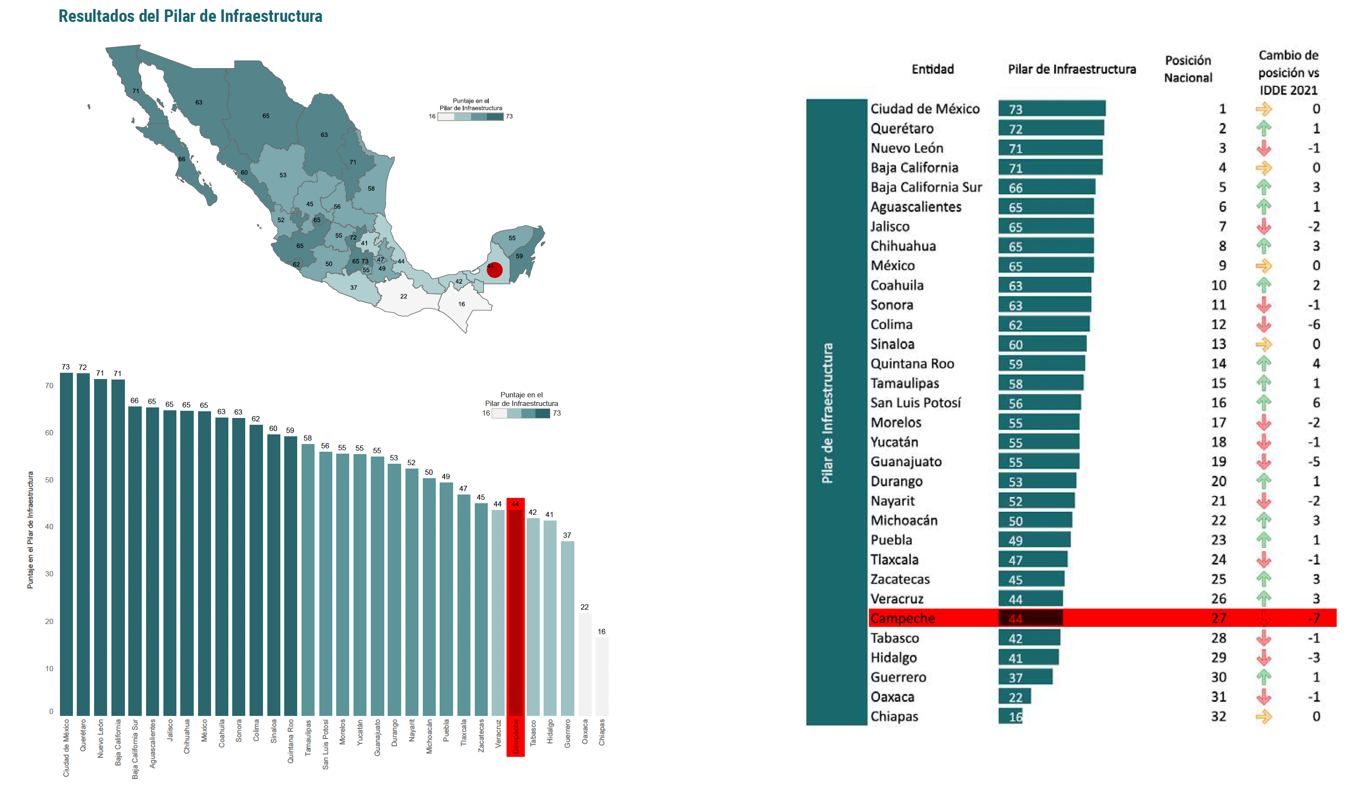 Resultados del Pilar de Infraestructura
Puntaje en el
Pilar de Infraestructura
16 73
71
63
65
63
71
66
60
53
58
45
56
52
65
65
55
72
41
62
50
65 73
47
55
49
44
37
22
42
16
44
55
59
Puntaje en el
Pilar de Infraestructura
16 73
Puntaje en el Pilar de Infraestructura
70
60
50
40
30
20
10
0
73 72 71 71 66 65 65 65 65 63 63 62 60 59 58 56 55 55 55 53 52 50 49 47 45 44 44 42 41 37 22 16
Ciudad de México
Querétaro
Nuevo León
Baja California
Baja California Sur
Aguascalientes
Jalisco
Chihuahua
México
Coahuila
Sonora
Colima
Sinaloa
Quintana Roo
Tamaulipas
San Luis Potosí
Morelos
Yucatán
Guanajuato
Durango
Nayarit
Michoacán
Puebla
Tlaxcala
Zacatecas
Veracruz
Campeche
Tabasco
Hidalgo
Guerrero
Oaxaca
Chiapas
Entidad Pilar de Infraestructura Posición Nacional Cambio de posición vs IDDE 2021
Pilar de Infraestructura
Ciudad de México 73 1 0
Querétaro 72 2 1
Nuevo León 71 3 -1
Baja California 71 4 0
Baja California Sur 66 5 3
Aguascalientes 65 6 1
Jalisco 65 7 -2
Chihuahua 65 8 3
México 65 9 0
Coahuila 63 10 2
Sonora 63 11 -1
Colima 62 12 -6
Sinaloa 60 13 0
Quintana Roo 59 14 4
Tamaulipas 58 15 1
San Luis Potosí 56 16 6
Morelos 55 17 -2
Yucatán 55 18 -1
Guanajuato 55 19 -5
Durango 53 20 1
Nayarit 52 21 -2
Michoacán 50 22 3
Puebla 49 23 1
Tlaxcala 47 24 -1
Zacatecas 45 25 3
Veracruz 44 26 3
Campeche 44 27 -7
Tabasco 42 28 -1
Hidalgo 41 29 -3
Guerrero 37 30 1
Oaxaca 22 31 -1
Chiapas 16 32 0